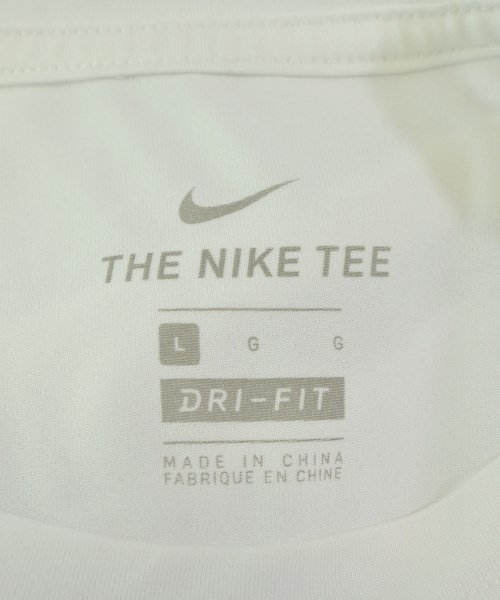 THE NIKE TEE
L G G
DRI-FIT
MADE IN CHINA
FABRIQUE EN CHINE